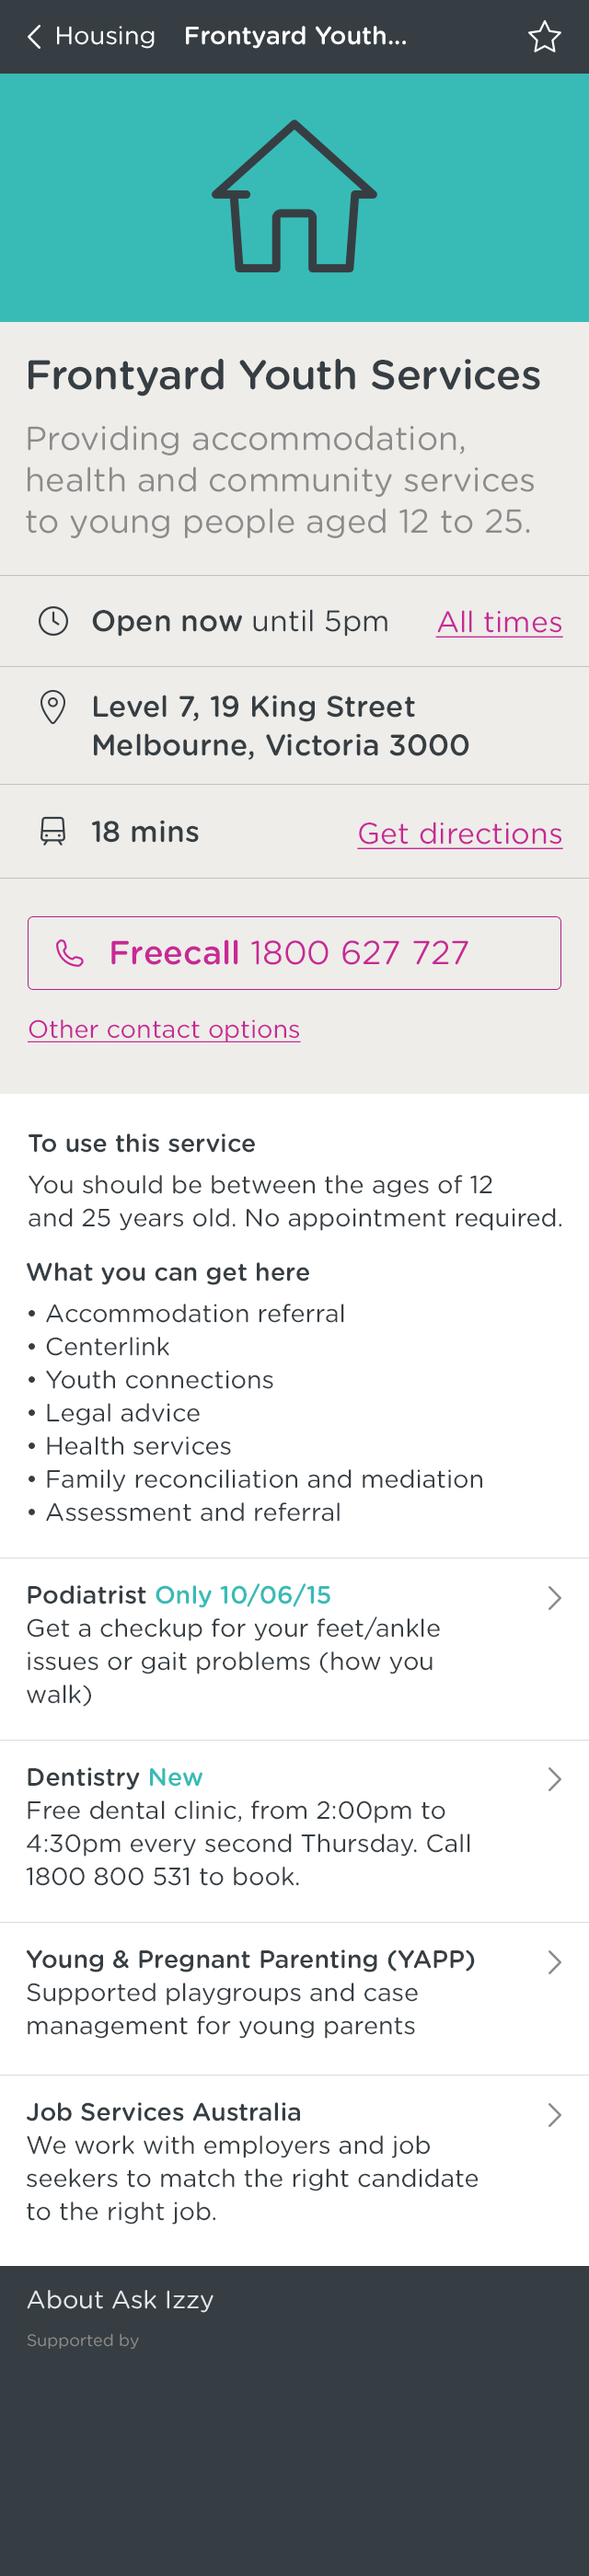 Housing Frontyard Youth...
Frontyard Youth Services
Providing accommodation,
health and community services
to young people aged 12 to 25.
Open now until 5pm All times
Level 7, 19 King Street
Melbourne, Victoria 3000
18 mins Get directions
Freecall 1800 627 727
Other contact options
To use this service
You should be between the ages of 12
and 25 years old. No appointment required.
What you can get here
• Accommodation referral
• Centerlink
• Youth connections
• Legal advice
• Health services
• Family reconciliation and mediation
• Assessment and referral
Podiatrist Only 10/06/15
Get a checkup for your feet/ankle
issues or gait problems (how you
walk)
Dentistry New
Free dental clinic, from 2:00pm to
4:30pm every second Thursday. Call
1800 800 531 to book.
Young & Pregnant Parenting (YAPP)
Supported playgroups and case
management for young parents
Job Services Australia
We work with employers and job
seekers to match the right candidate
to the right job.
About Ask Izzy
Supported by